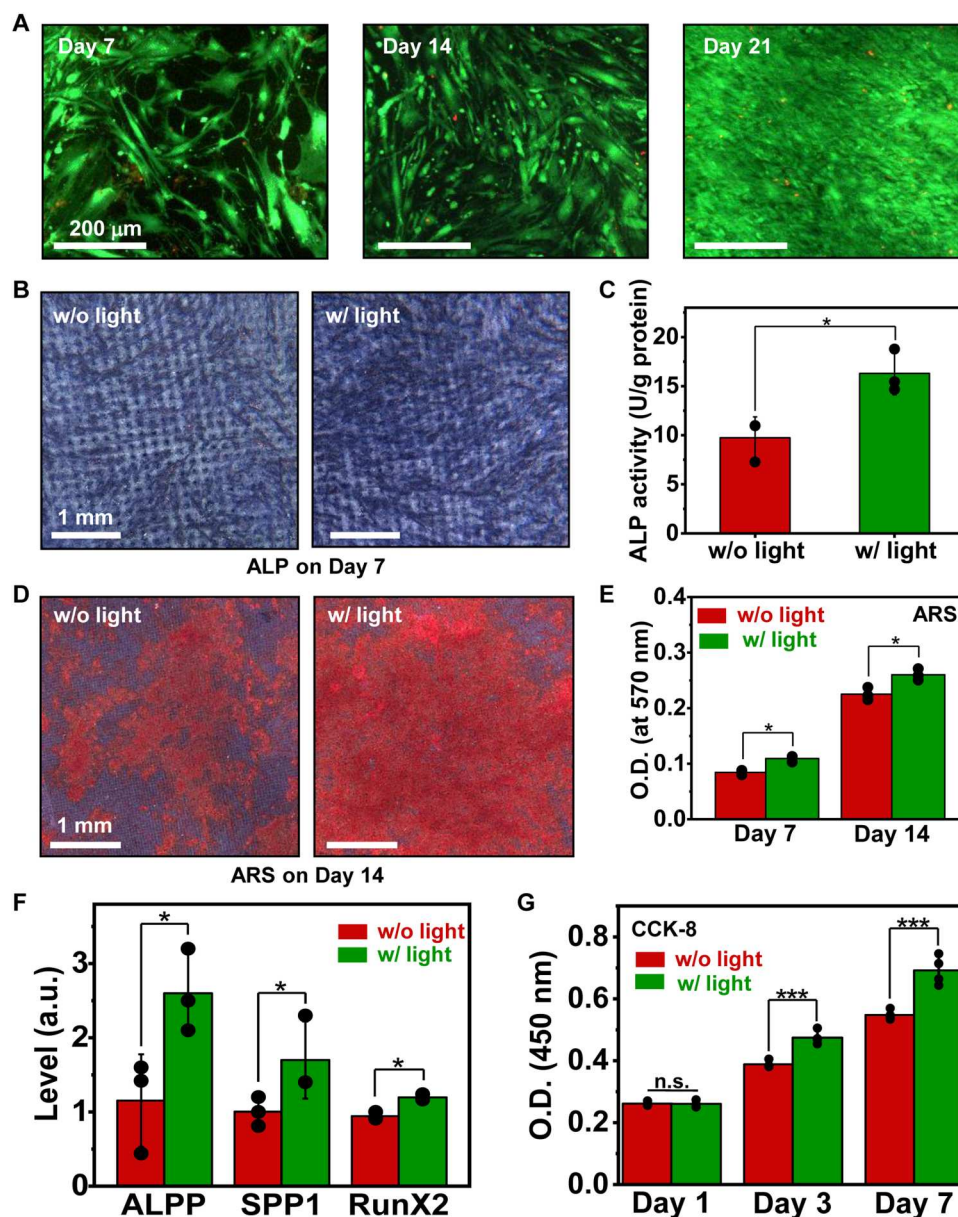 A
Day 7
Day 14
Day 21
200 μm
B
w/o light
w/ light
1 mm
ALP on Day 7
C
ALP activity (U/g protein)
20
15
10
5
0
*
w/o light
w/ light
D
w/o light
w/ light
1 mm
ARS on Day 14
E
O.D. (at 570 nm)
0.4
0.3
0.2
0.1
0.0
w/o light
w/ light
ARS
*
*
Day 7
Day 14
F
Level (a.u.)
3
2
1
0
*
*
*
w/o light
w/ light
ALPP
SPP1
RunX2
G
O.D. (450 nm)
0.8
0.6
0.4
0.2
0.0
CCK-8
w/o light
w/ light
n.s.
***
***
Day 1
Day 3
Day 7